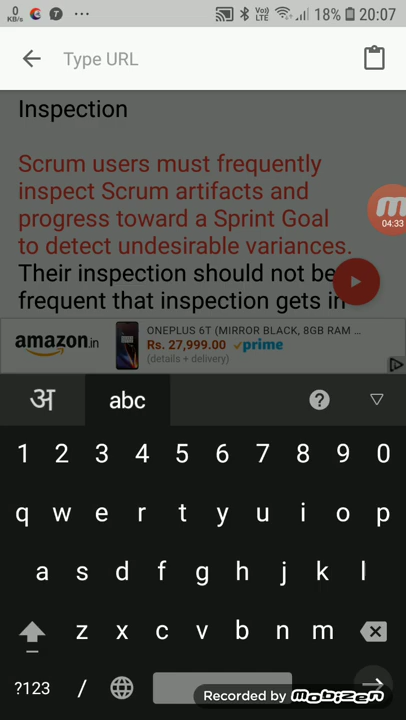 0 KB/s T ... Vo)) LTE 18% 20:07
Type URL
Inspection
Scrum users must frequently
inspect Scrum artifacts and
progress toward a Sprint Goal
04:33
to detect undesirable variances.
Their inspection should not be
frequent that inspection gets in
amazon.in
ONEPLUS 6T (MIRROR BLACK, 8GB RAM ...
Rs. 27,999.00 prime
(details + delivery)
अ abc ?
1 2 3 4 5 6 7 8 9 0
q w e r t y u i o p
a s d f g h j k l
z x c v b n m
?123 /
Recorded by mobizen